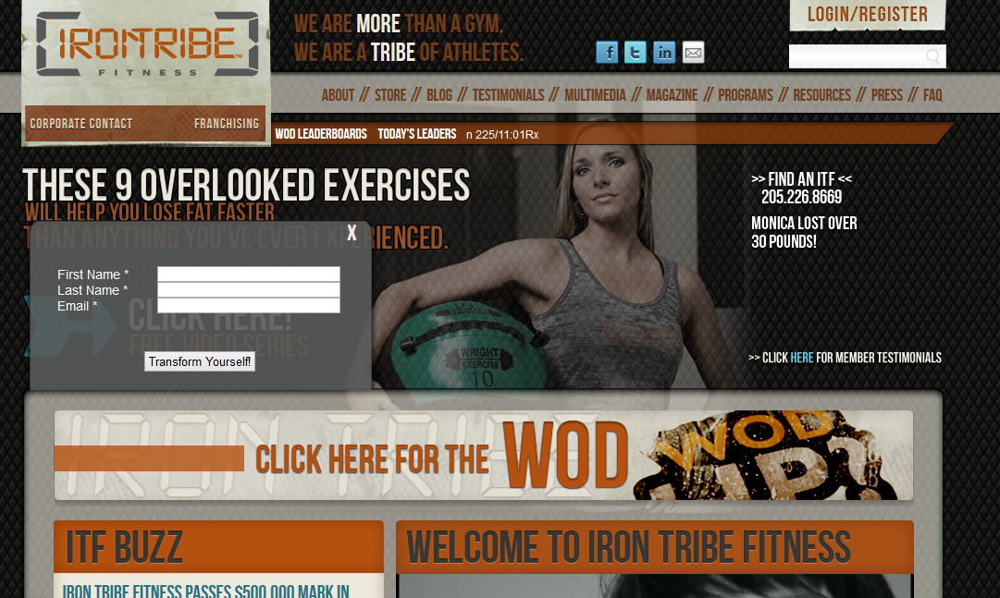 IRON TRIBE™
FITNESS
CORPORATE CONTACT
FRANCHISING
WE ARE MORE THAN A GYM,
WE ARE A TRIBE OF ATHLETES.
LOGIN/REGISTER
ABOUT // STORE // BLOG // TESTIMONIALS // MULTIMEDIA // MAGAZINE // PROGRAMS // RESOURCES // PRESS // FAQ
WOD LEADERBOARDS TODAY'S LEADERS n 225/11:01Rx
THESE 9 OVERLOOKED EXERCISES
WILL HELP YOU LOSE FAT FASTER
THAN ANYTHING YOU'VE EVER EXPERIENCED.
X
First Name *
Last Name *
Email *
CLICK HERE!
FREE VIDEO SERIES
Transform Yourself!
>> FIND AN ITF <<
205.226.8669
MONICA LOST OVER
30 POUNDS!
WRIGHT
EXERCISE
10
>> CLICK HERE FOR MEMBER TESTIMONIALS
IRON TRIBE
CLICK HERE FOR THE WOD
WOD
UP!
ITF BUZZ
WELCOME TO IRON TRIBE FITNESS
IRON TRIBE FITNESS PASSES $500,000 MARK IN